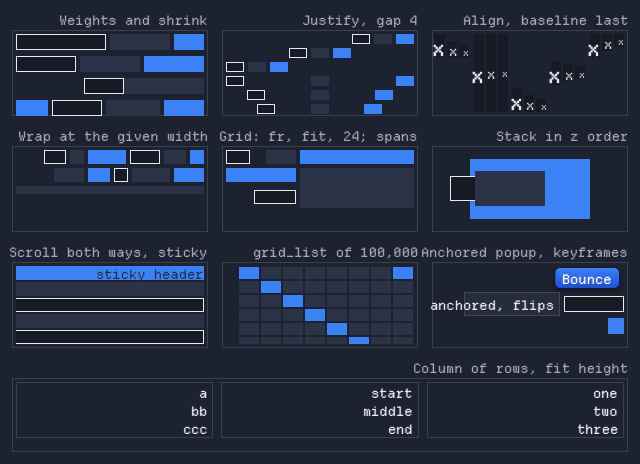 Weights and shrink
Justify, gap 4
Align, baseline last
x x x
x x x
x x x
x x x
x x x
Wrap at the given width
Grid: fr, fit, 24; spans
Stack in z order
Scroll both ways, sticky
grid_list of 100,000
Anchored popup, keyframes
sticky header
Bounce
anchored, flips
Column of rows, fit height
a
bb
ccc
start
middle
end
one
two
three